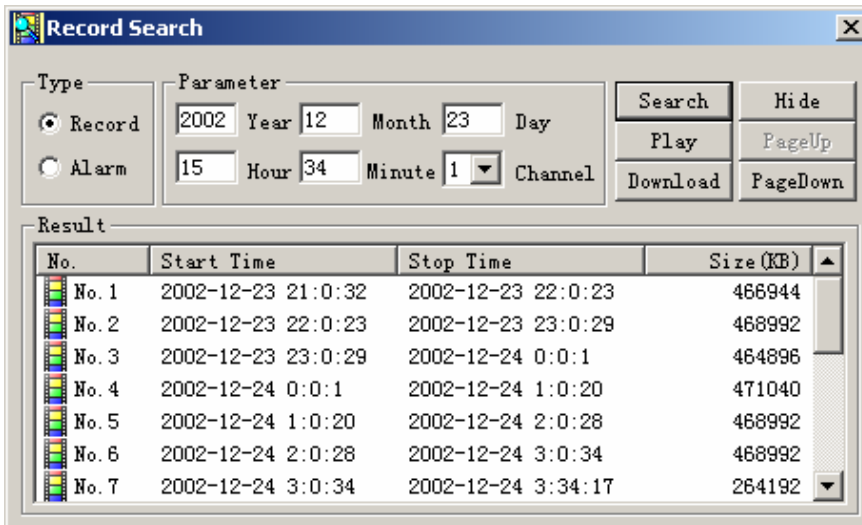 Record Search
Type
Record
Alarm
Parameter
2002 Year 12 Month 23 Day
15 Hour 34 Minute 1 Channel
Search Hide
Play PageUp
Download PageDown
Result
No. Start Time Stop Time Size(KB)
No.1 2002-12-23 21:0:32 2002-12-23 22:0:23 466944
No.2 2002-12-23 22:0:23 2002-12-23 23:0:29 468992
No.3 2002-12-23 23:0:29 2002-12-24 0:0:1 464896
No.4 2002-12-24 0:0:1 2002-12-24 1:0:20 471040
No.5 2002-12-24 1:0:20 2002-12-24 2:0:28 468992
No.6 2002-12-24 2:0:28 2002-12-24 3:0:34 468992
No.7 2002-12-24 3:0:34 2002-12-24 3:34:17 264192